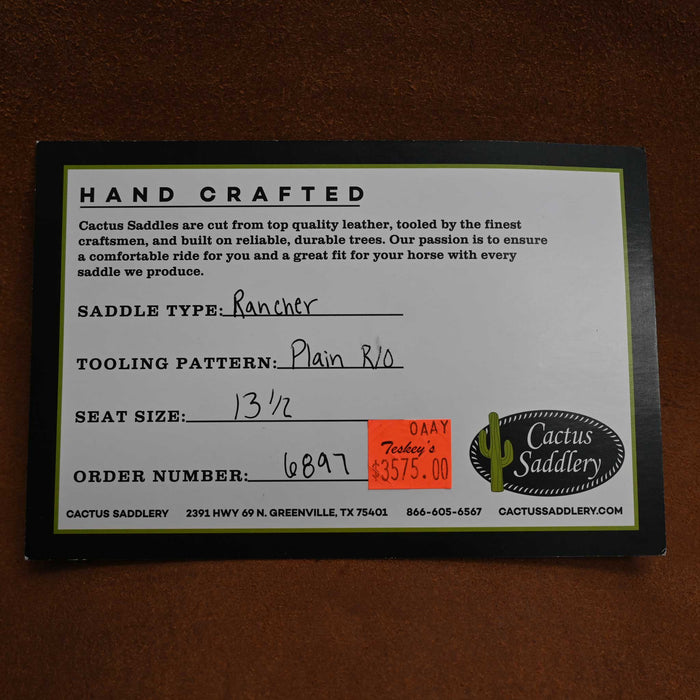 HAND CRAFTED
Cactus Saddles are cut from top quality leather, tooled by the finest
craftsmen, and built on reliable, durable trees. Our passion is to ensure
a comfortable ride for you and a great fit for your horse with every
saddle we produce.
SADDLE TYPE: Rancher
TOOLING PATTERN: Plain R/O
SEAT SIZE: 13 1/2
ORDER NUMBER: 6897
OAAY
Teskey's
$3575.00
Cactus
Saddlery
CACTUS SADDLERY 2391 HWY 69 N. GREENVILLE, TX 75401 866-605-6567 CACTUSSADDLERY.COM